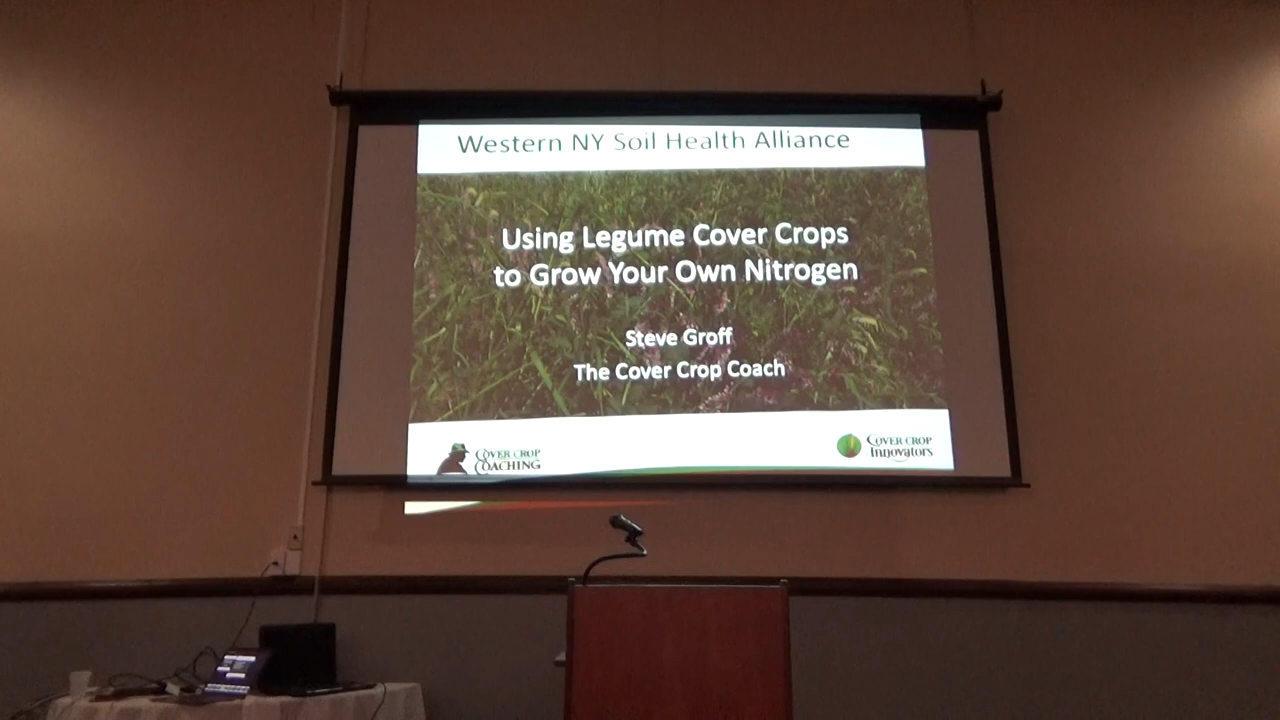 Western NY Soil Health Alliance
Using Legume Cover Crops
to Grow Your Own Nitrogen
Steve Groff
The Cover Crop Coach
COVER CROP
COACHING
COVER CROP
INNOVATORS